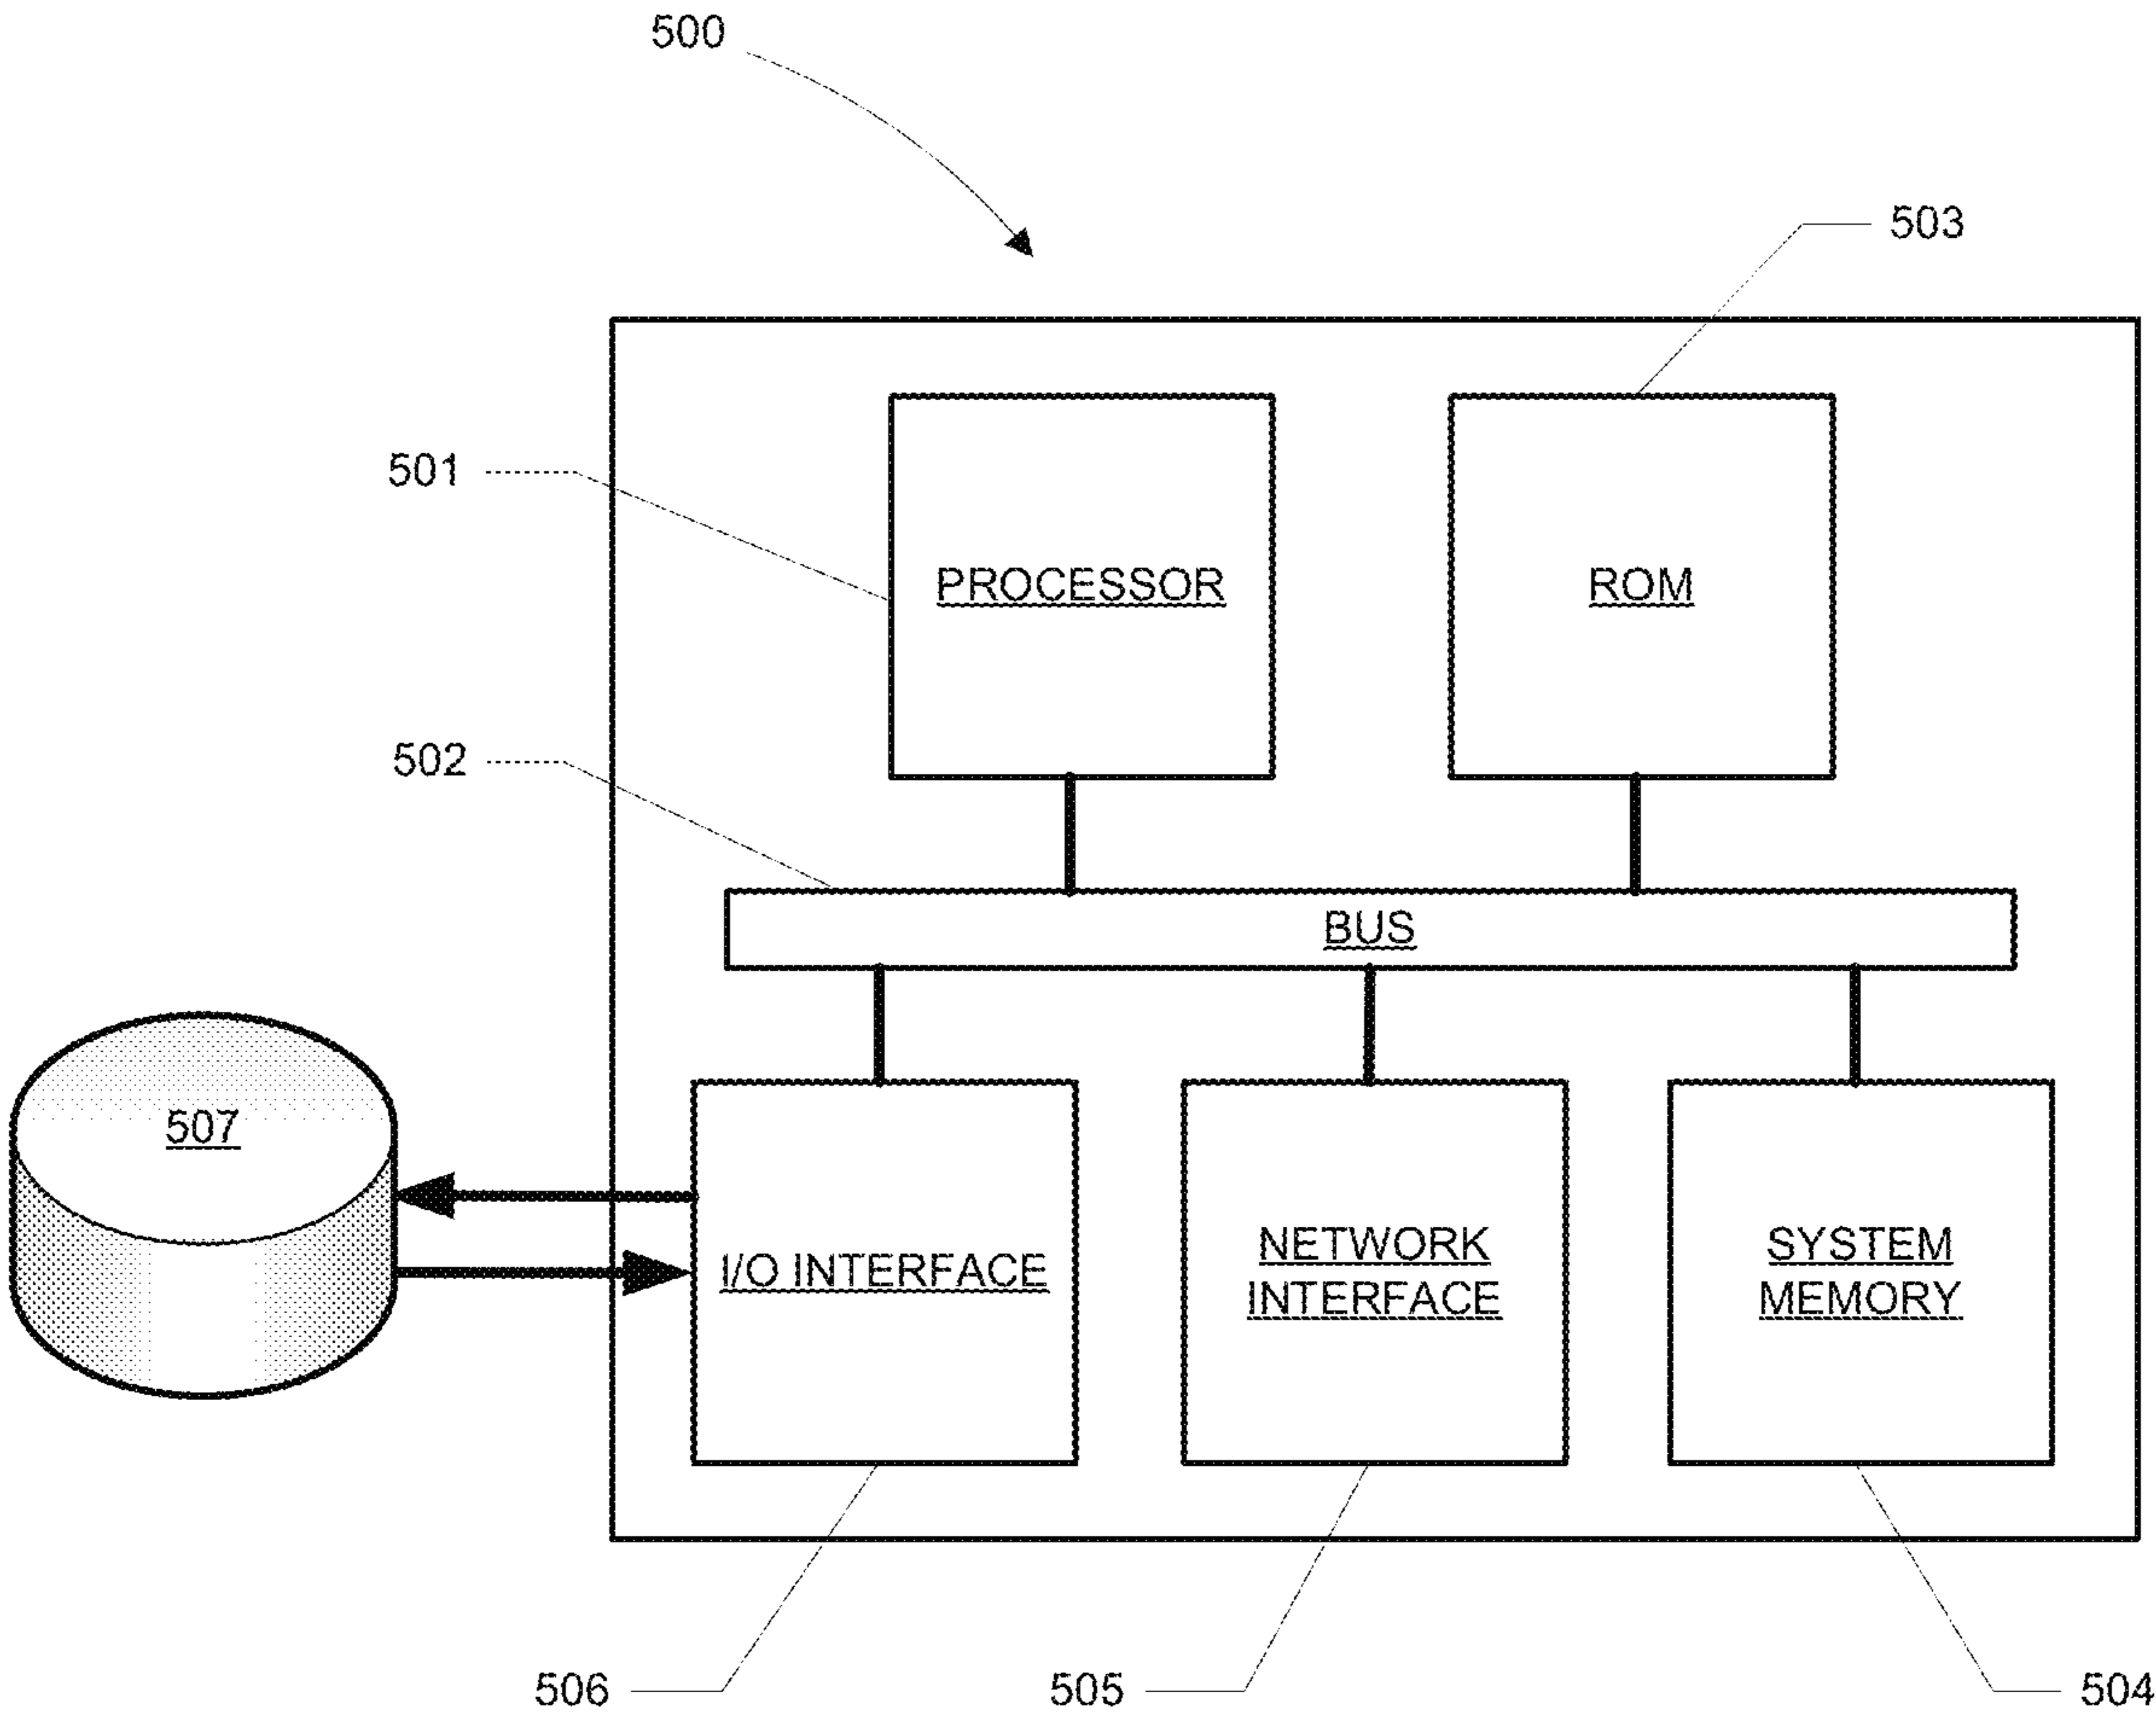 500
503
501
PROCESSOR
ROM
502
BUS
507
I/O INTERFACE
NETWORK
INTERFACE
SYSTEM
MEMORY
506
505
504